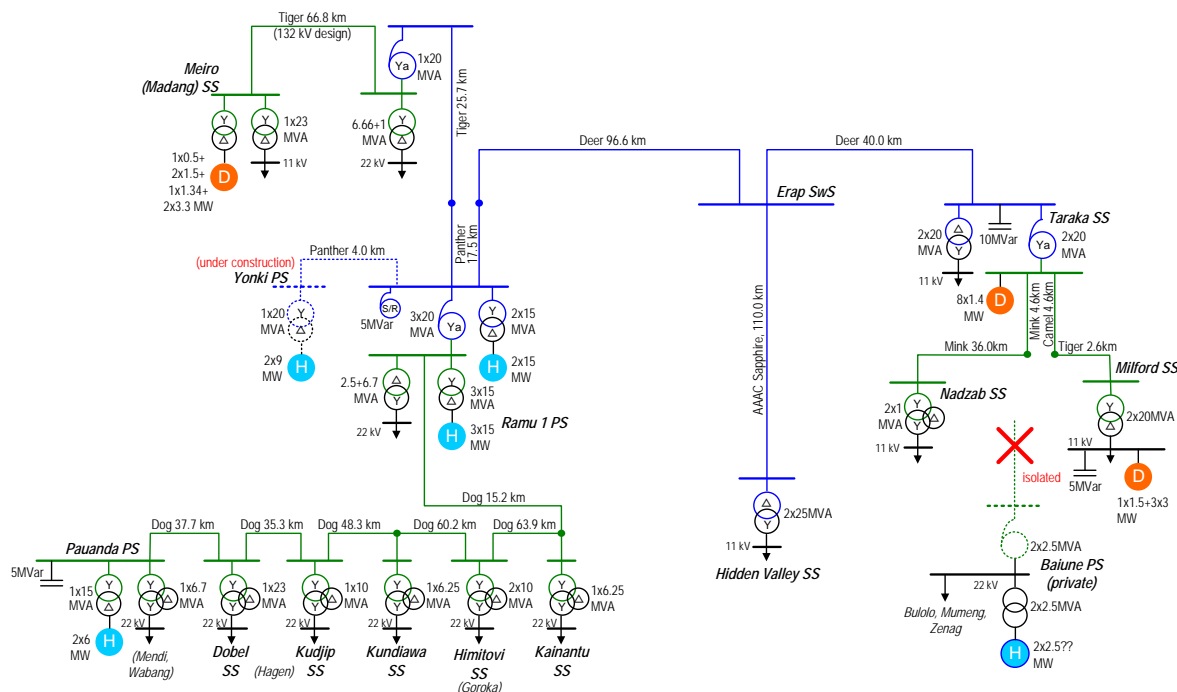 Tiger 66.8 km
(132 kV design)
Meiro
(Madang) SS
Ya
1x20
MVA
Tiger 25.7 km
Y
Δ
Y
Δ
1x23
MVA
11 kV
1x0.5+
2x1.5+
1x1.34+
2x3.3 MW
D
6.66+1
MVA
Y
Δ
22 kV
Deer 96.6 km
Deer 40.0 km
Erap SwS
Taraka SS
2x20
MVA
Δ
Y
11 kV
10MVar
Ya
2x20
MVA
8x1.4
MW
D
Mink 4.6km
Camel 4.6km
Mink 36.0km
Tiger 2.6km
Nadzab SS
Milford SS
2x1
MVA
Y
Y
Δ
11 kV
Y
Δ
2x20MVA
11 kV
5MVar
D
1x1.5+3x3
MW
isolated
2x2.5MVA
Baiune PS
(private)
22 kV
Bulolo, Mumeng,
Zenag
2x2.5MVA
H
2x2.5??
MW
Panther
17.5 km
(under construction)
Yonki PS
Panther 4.0 km
1x20
MVA
Y
Δ
2x9
MW
H
S/R
5MVar
3x20
MVA
Ya
Y
Δ
2x15
MVA
H
2x15
MW
2.5+6.7
MVA
Δ
Y
22 kV
Y
Δ
3x15
MVA
H
3x15
MW
Ramu 1 PS
AAAC Sapphire, 110.0 km
Δ
Y
2x25MVA
11 kV
Hidden Valley SS
Dog 15.2 km
Dog 37.7 km
Dog 35.3 km
Dog 48.3 km
Dog 60.2 km
Dog 63.9 km
Pauanda PS
5MVar
1x15
MVA
Y
Δ
2x6
MW
H
Y
Y
Δ
1x6.7
MVA
22 kV
(Mendi,
Wabang)
Y
Y
Δ
1x23
MVA
22 kV
Dobel
SS
Y
Y
Δ
1x10
MVA
22 kV
Kudjip
SS
(Hagen)
Y
Y
Δ
1x6.25
MVA
22 kV
Kundiawa
SS
Y
Y
Δ
2x10
MVA
22 kV
Himitovi
SS
(Goroka)
Y
Y
Δ
1x6.25
MVA
22 kV
Kainantu
SS